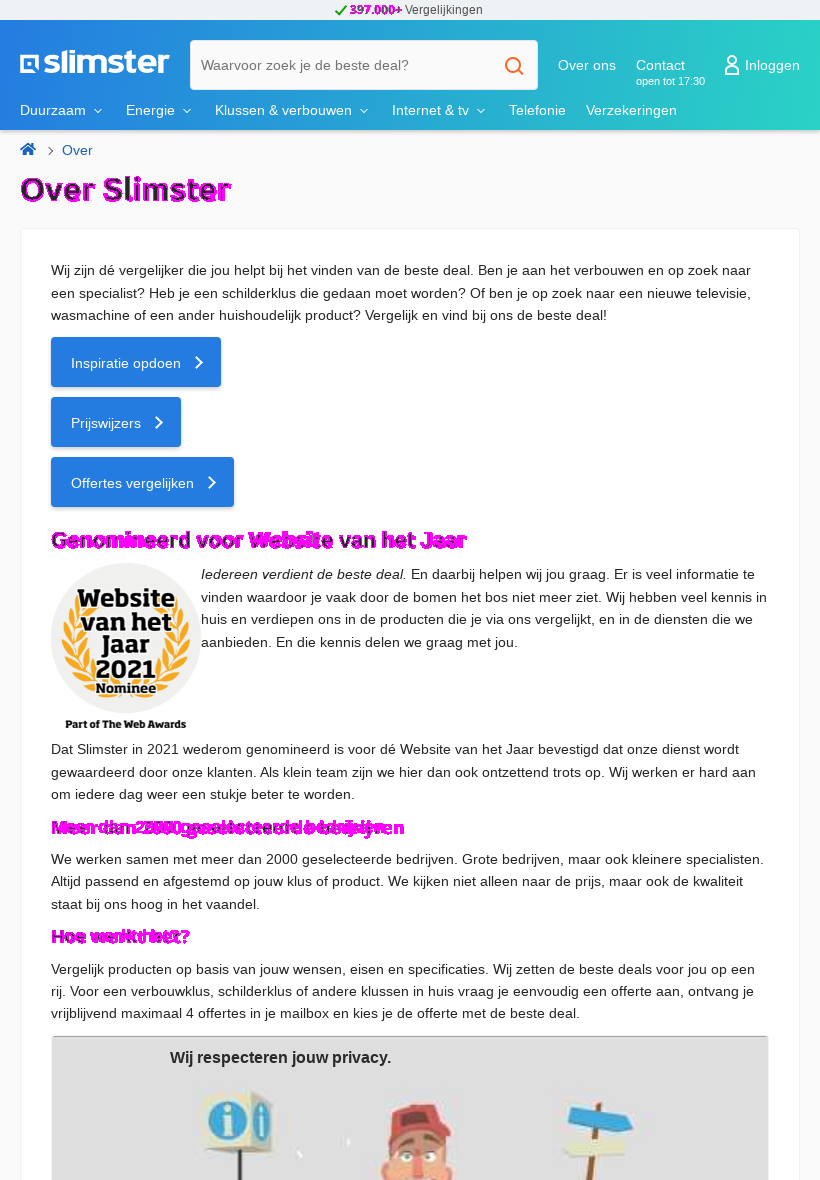 397.000+ Vergelijkingen
slimster
Waarvoor zoek je de beste deal?
Over ons
Contact
open tot 17:30
Inloggen
Duurzaam
Energie
Klussen & verbouwen
Internet & tv
Telefonie
Verzekeringen
Over
Over Slimster
Wij zijn dé vergelijker die jou helpt bij het vinden van de beste deal. Ben je aan het verbouwen en op zoek naar
een specialist? Heb je een schilderklus die gedaan moet worden? Of ben je op zoek naar een nieuwe televisie,
wasmachine of een ander huishoudelijk product? Vergelijk en vind bij ons de beste deal!
Inspiratie opdoen
Prijswijzers
Offertes vergelijken
Genomineerd voor Website van het Jaar
Website
van het
Jaar
2021
Nominee
Part of The Web Awards
Iedereen verdient de beste deal. En daarbij helpen wij jou graag. Er is veel informatie te
vinden waardoor je vaak door de bomen het bos niet meer ziet. Wij hebben veel kennis in
huis en verdiepen ons in de producten die je via ons vergelijkt, en in de diensten die we
aanbieden. En die kennis delen we graag met jou.
Dat Slimster in 2021 wederom genomineerd is voor dé Website van het Jaar bevestigd dat onze dienst wordt
gewaardeerd door onze klanten. Als klein team zijn we hier dan ook ontzettend trots op. Wij werken er hard aan
om iedere dag weer een stukje beter te worden.
Meer dan 2000 geselecteerde bedrijven
We werken samen met meer dan 2000 geselecteerde bedrijven. Grote bedrijven, maar ook kleinere specialisten.
Altijd passend en afgestemd op jouw klus of product. We kijken niet alleen naar de prijs, maar ook de kwaliteit
staat bij ons hoog in het vaandel.
Hoe werkt het?
Vergelijk producten op basis van jouw wensen, eisen en specificaties. Wij zetten de beste deals voor jou op een
rij. Voor een verbouwklus, schilderklus of andere klussen in huis vraag je eenvoudig een offerte aan, ontvang je
vrijblijvend maximaal 4 offertes in je mailbox en kies je de offerte met de beste deal.
Wij respecteren jouw privacy.